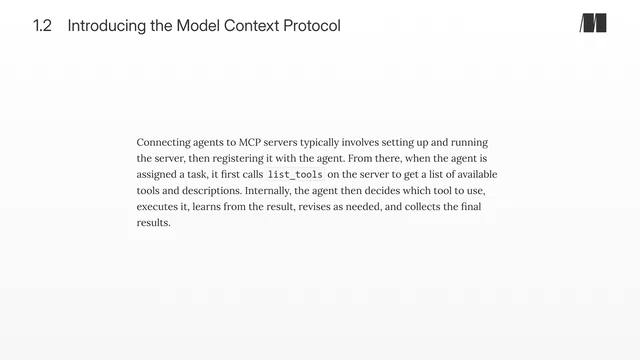 1.2 Introducing the Model Context Protocol
Connecting agents to MCP servers typically involves setting up and running
the server, then registering it with the agent. From there, when the agent is
assigned a task, it first calls list_tools on the server to get a list of available
tools and descriptions. Internally, the agent then decides which tool to use,
executes it, learns from the result, revises as needed, and collects the final
results.